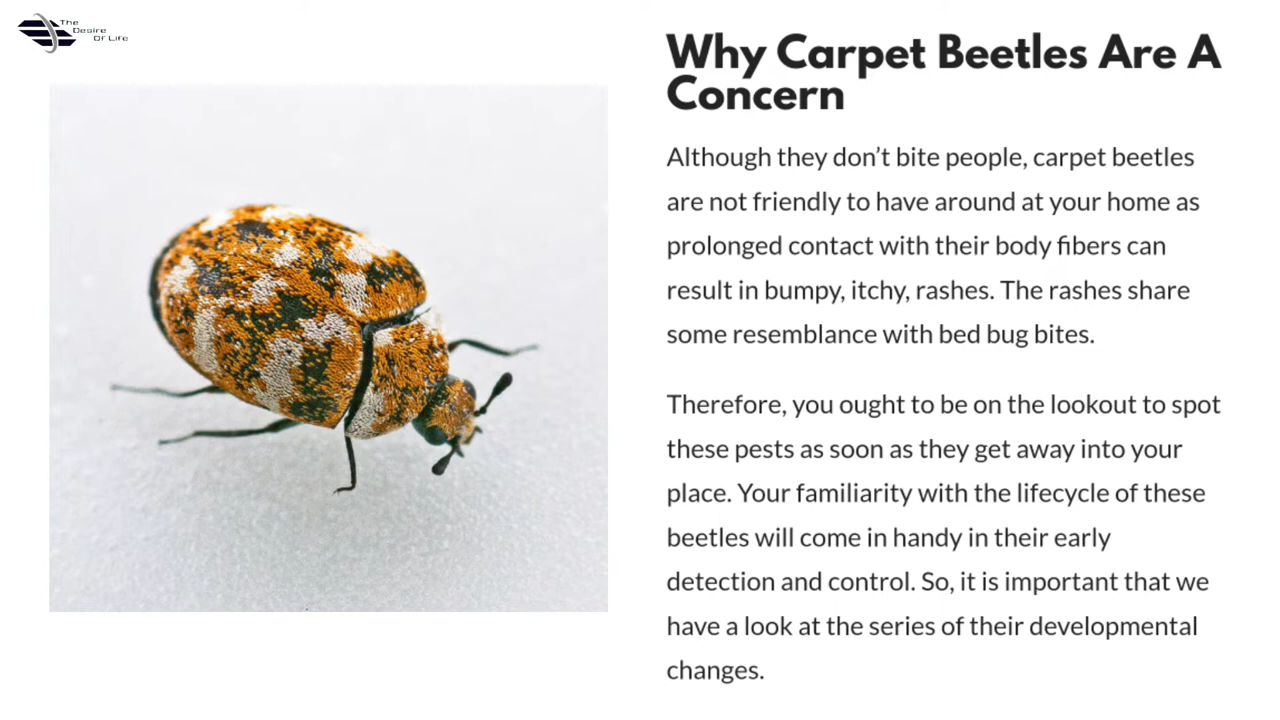 The
Desire
Of Life
Why Carpet Beetles Are A
Concern
Although they don’t bite people, carpet beetles
are not friendly to have around at your home as
prolonged contact with their body fibers can
result in bumpy, itchy, rashes. The rashes share
some resemblance with bed bug bites.
Therefore, you ought to be on the lookout to spot
these pests as soon as they get away into your
place. Your familiarity with the lifecycle of these
beetles will come in handy in their early
detection and control. So, it is important that we
have a look at the series of their developmental
changes.